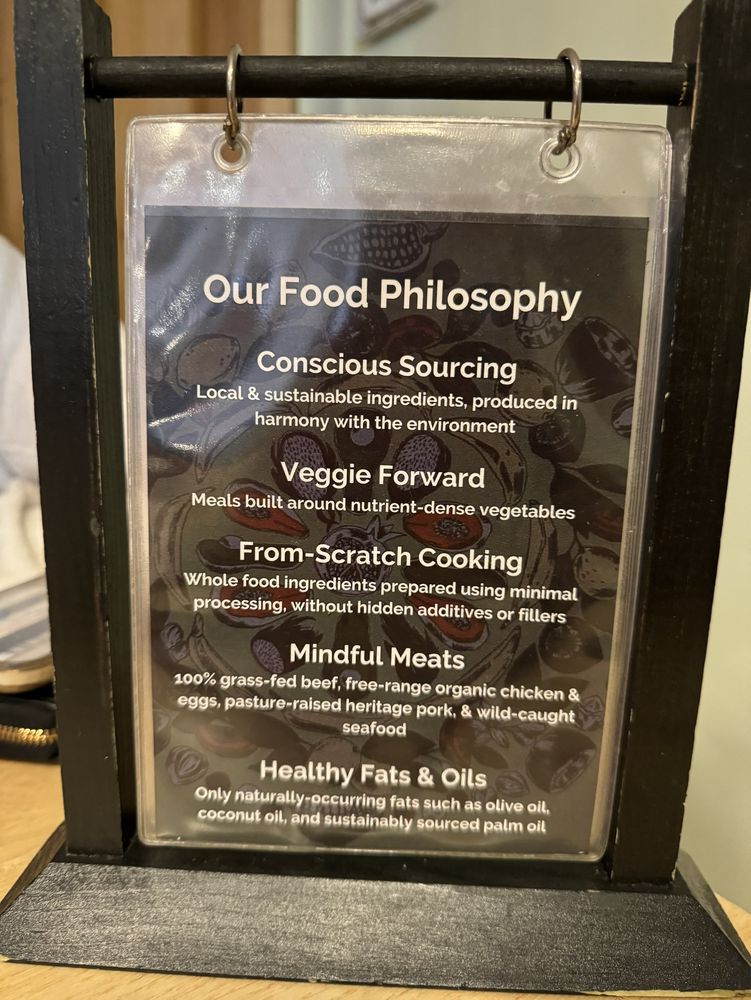 Our Food Philosophy
Conscious Sourcing
Local & sustainable ingredients, produced in
harmony with the environment
Veggie Forward
Meals built around nutrient-dense vegetables
From-Scratch Cooking
Whole food ingredients prepared using minimal
processing, without hidden additives or fillers
Mindful Meats
100% grass-fed beef, free-range organic chicken &
eggs, pasture-raised heritage pork, & wild-caught
seafood
Healthy Fats & Oils
Only naturally-occurring fats such as olive oil,
coconut oil, and sustainably sourced palm oil